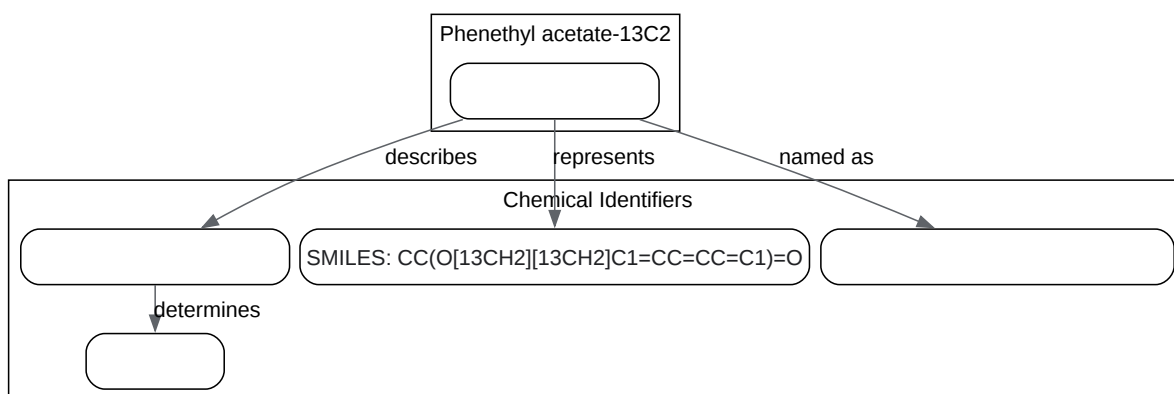 Phenethyl acetate-13C2
describes
represents
named as
Chemical Identifiers
SMILES: CC(O[13CH2][13CH2]C1=CC=CC=C1)=O
determines